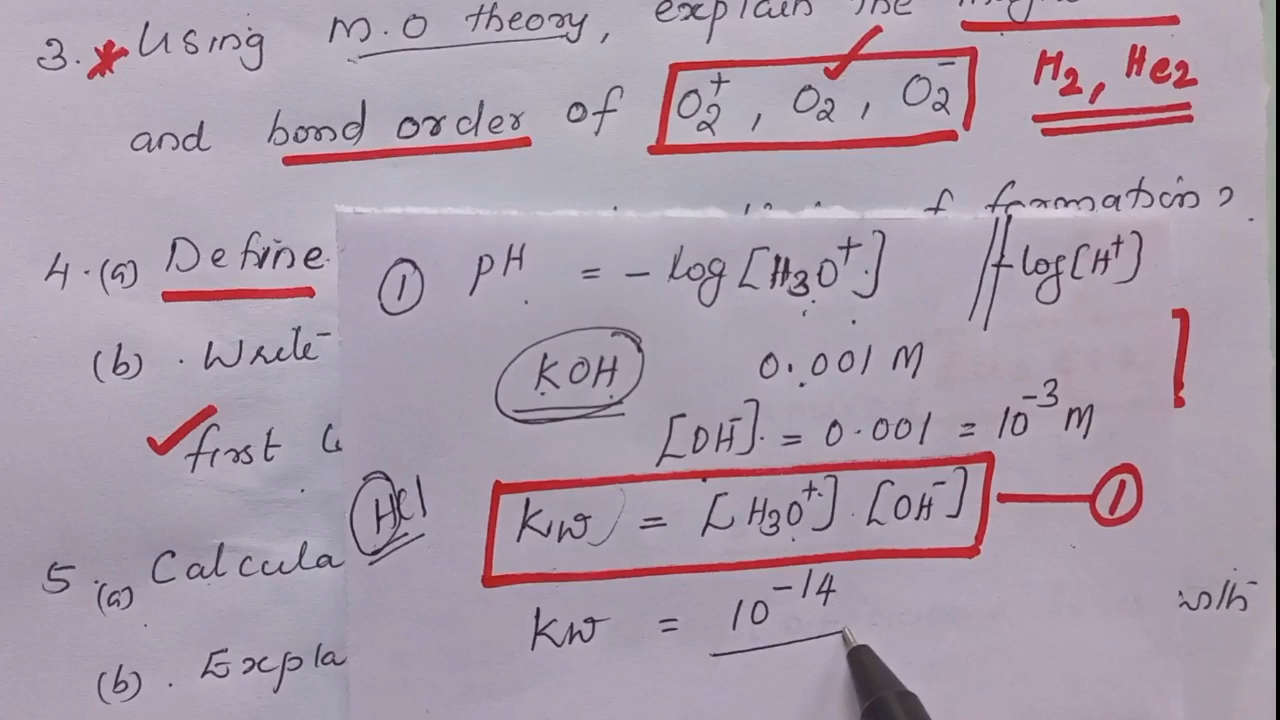 3. * Using M.O theory, explain the
and bond order of O₂⁺, O₂, O₂⁻ H₂, He₂
f formation?
4. (a) Define
(b). Write
first
5. (a) Calcula
(b). Expla
with
① pH = - log [H₃O⁺] // - log [H⁺]
KOH 0.001 M
[OH⁻] = 0.001 = 10⁻³ M
HCl Kw = [H₃O⁺] . [OH⁻] ①
Kw = 10⁻¹⁴